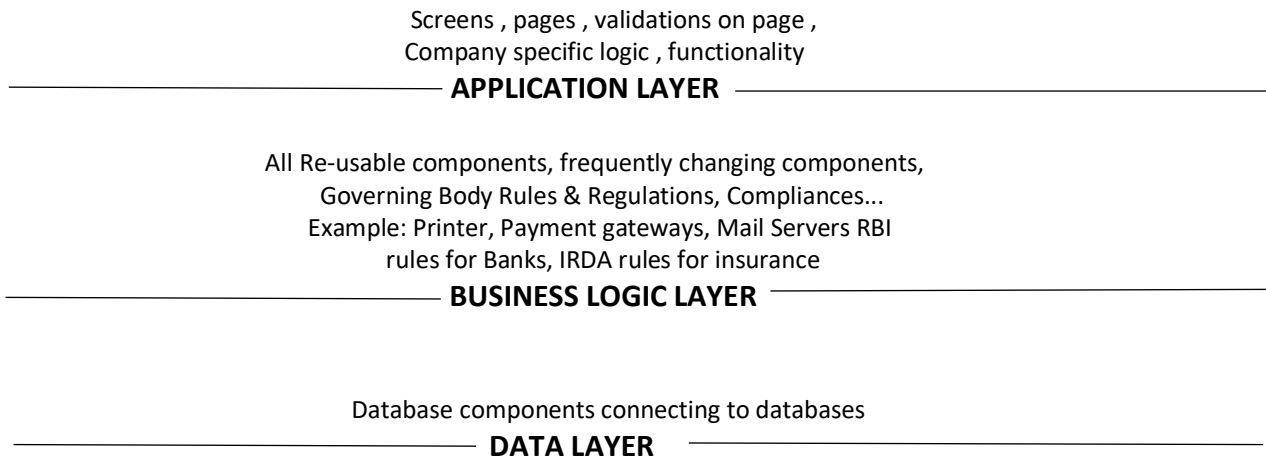 Screens , pages , validations on page ,
Company specific logic , functionality
APPLICATION LAYER
All Re-usable components, frequently changing components,
Governing Body Rules & Regulations, Compliances...
Example: Printer, Payment gateways, Mail Servers RBI
rules for Banks, IRDA rules for insurance
BUSINESS LOGIC LAYER
Database components connecting to databases
DATA LAYER